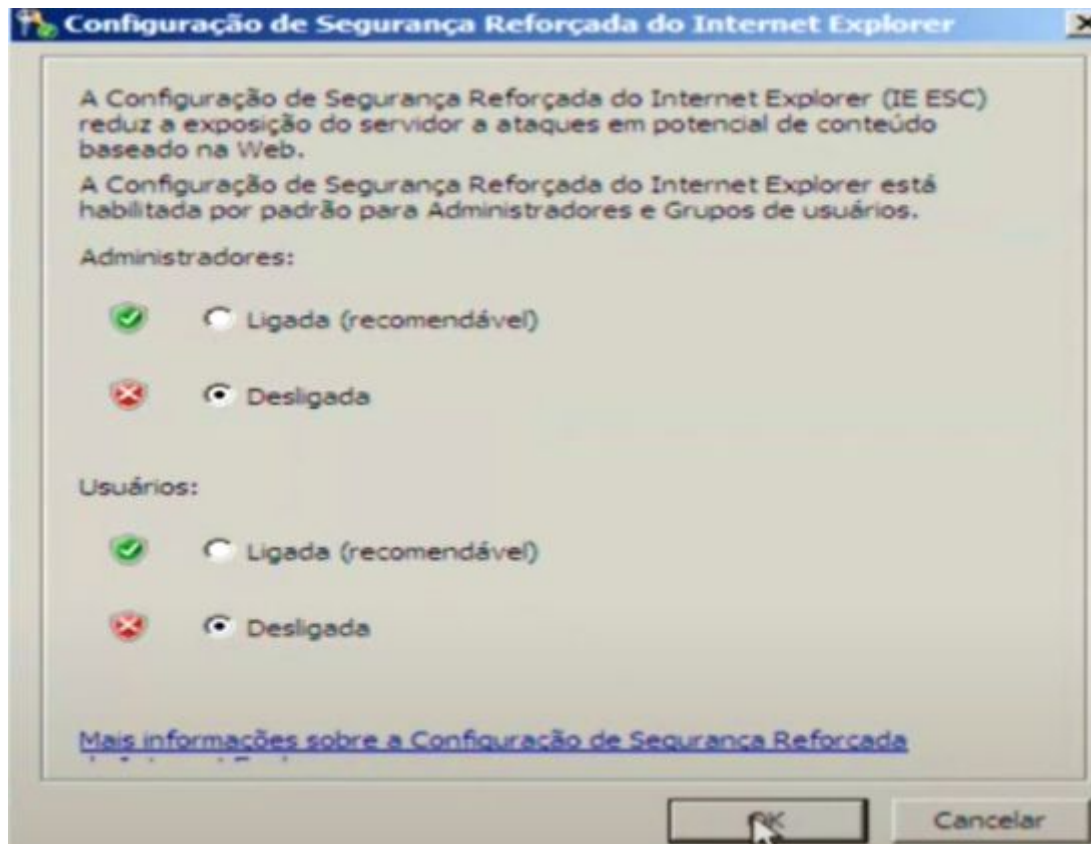 Configuração de Segurança Reforçada do Internet Explorer
A Configuração de Segurança Reforçada do Internet Explorer (IE ESC)
reduz a exposição do servidor a ataques em potencial de conteúdo
baseado na Web.
A Configuração de Segurança Reforçada do Internet Explorer está
habilitada por padrão para Administradores e Grupos de usuários.
Administradores:
Ligada (recomendável)
Desligada
Usuários:
Ligada (recomendável)
Desligada
Mais informações sobre a Configuração de Segurança Reforçada
OK
Cancelar